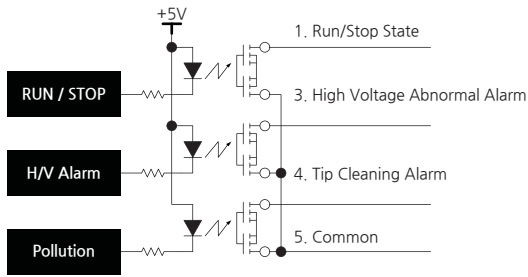 +5V
1. Run/Stop State
RUN / STOP
3. High Voltage Abnormal Alarm
H/V Alarm
4. Tip Cleaning Alarm
5. Common
Pollution